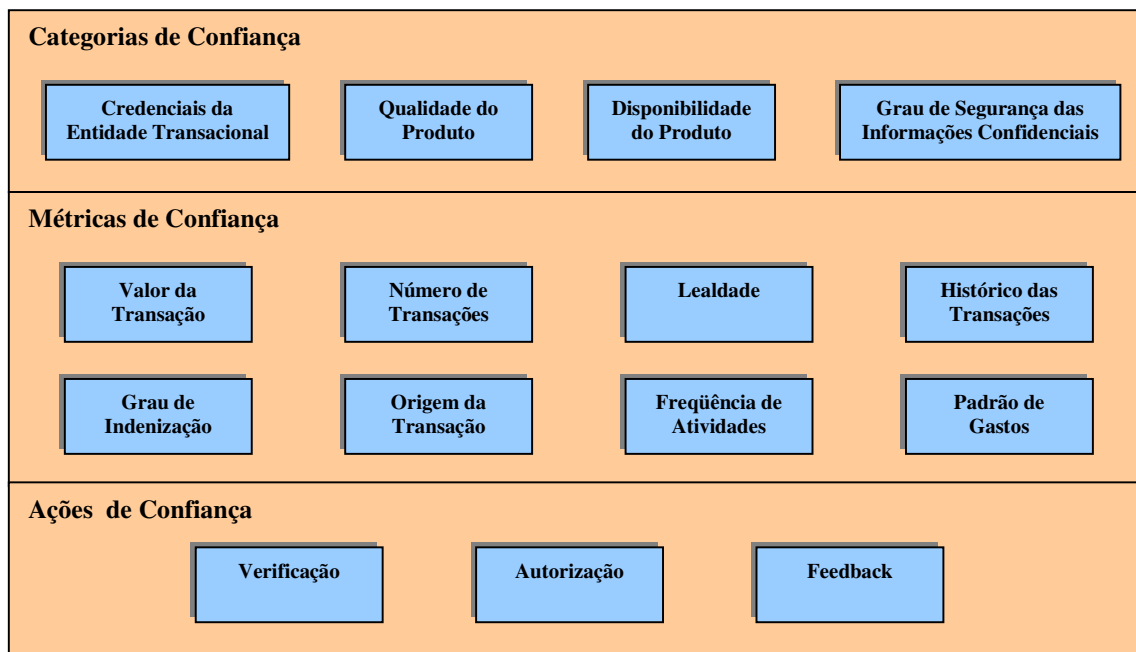 Categorias de Confiança
Credenciais da
Entidade Transacional
Qualidade do
Produto
Disponibilidade
do Produto
Grau de Segurança das
Informações Confidenciais
Métricas de Confiança
Valor da
Transação
Número de
Transações
Lealdade
Histórico das
Transações
Grau de
Indenização
Origem da
Transação
Freqüência de
Atividades
Padrão de
Gastos
Ações  de Confiança
Verificação
Autorização
Feedback